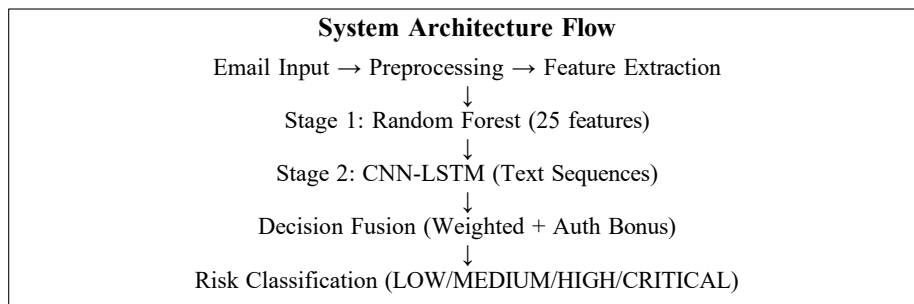 System Architecture Flow
Email Input → Preprocessing → Feature Extraction
↓
Stage 1: Random Forest (25 features)
↓
Stage 2: CNN-LSTM (Text Sequences)
↓
Decision Fusion (Weighted + Auth Bonus)
↓
Risk Classification (LOW/MEDIUM/HIGH/CRITICAL)